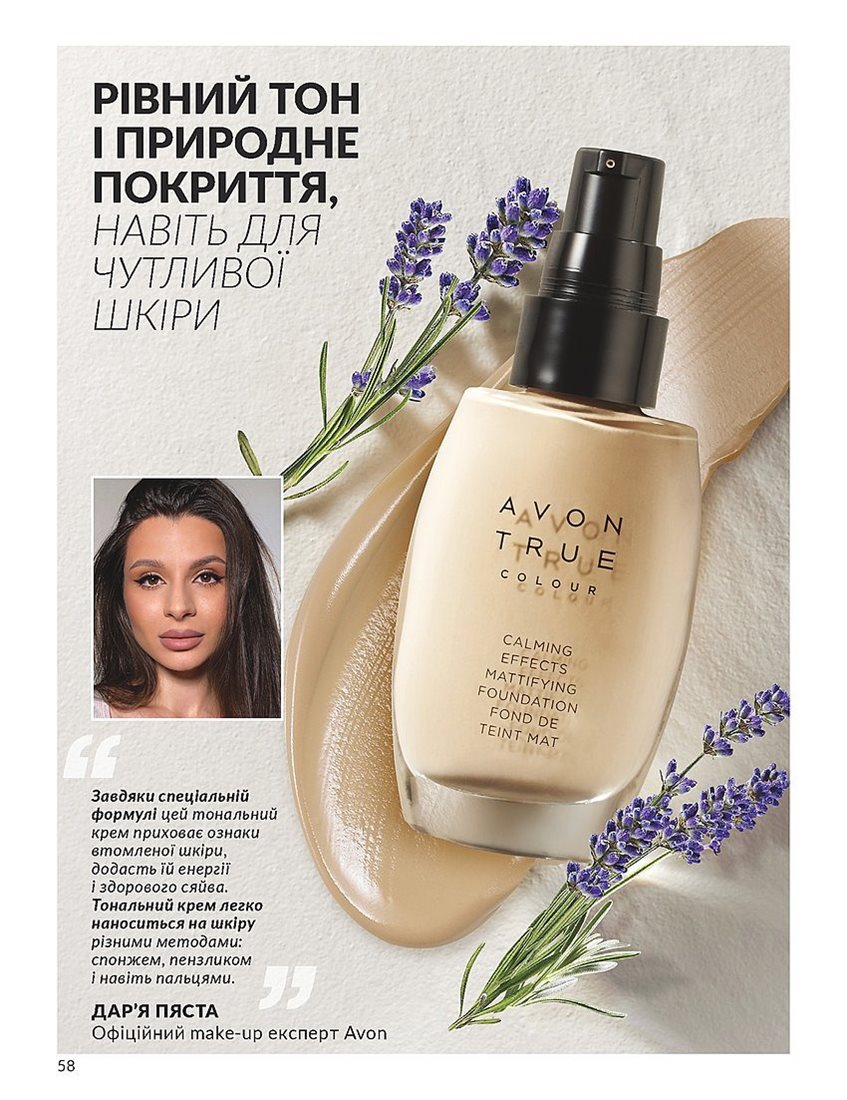 РІВНИЙ ТОН
І ПРИРОДНЕ
ПОКРИТТЯ,
НАВІТЬ ДЛЯ
ЧУТЛИВОЇ
ШКІРИ
AVON
TRUE
COLOUR
CALMING
EFFECTS
MATTIFYING
FOUNDATION
FOND DE
TEINT MAT
“
Завдяки спеціальній
формулі цей тональний
крем приховає ознаки
втомленої шкіри,
додасть їй енергії
і здорового сяйва.
Тональний крем легко
наноситься на шкіру
різними методами:
спонжем, пензликом
і навіть пальцями.
”
ДАР’Я ПЯСТА
Офіційний make-up експерт Avon
58